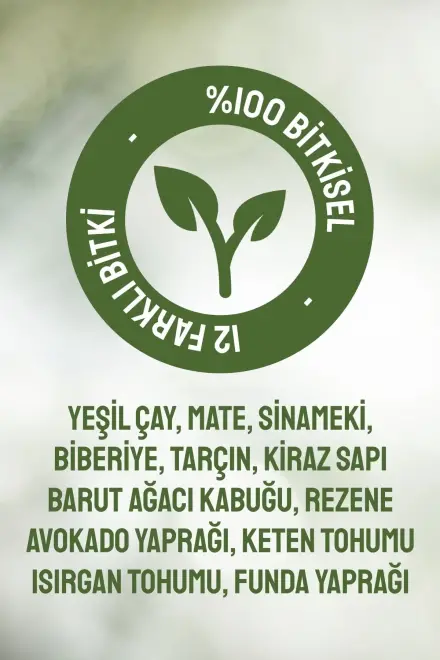 %100 BİTKİSEL
- 12 FARKLI BİTKİ -
YEŞİL ÇAY, MATE, SİNAMEKİ,
BİBERİYE, TARÇIN, KİRAZ SAPI
BARUT AĞACI KABUĞU, REZENE
AVOKADO YAPRAĞI, KETEN TOHUMU
ISIRGAN TOHUMU, FUNDA YAPRAĞI